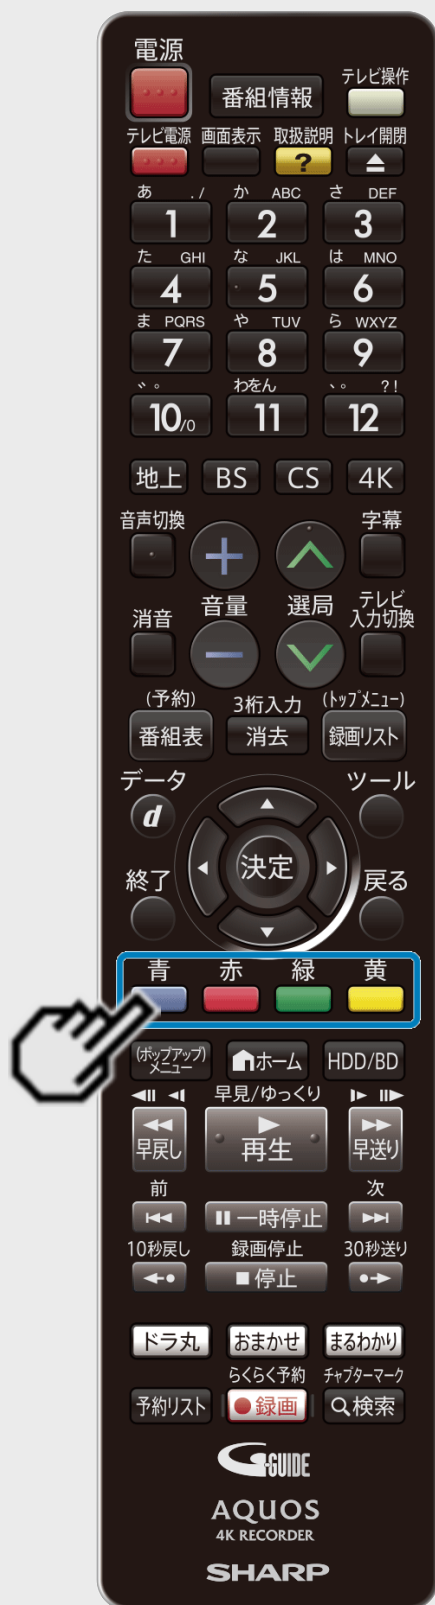 電源
番組情報
テレビ操作
テレビ電源 画面表示 取扱説明 トレイ開閉
?
あ ./ か ABC さ DEF
1 2 3
た GHI な JKL は MNO
4 5 6
ま PQRS や TUV ら WXYZ
7 8 9
゛゜ わをん 、。 ?!
10/0 11 12
地上 BS CS 4K
音声切換 字幕
消音 音量 選局 テレビ
入力切換
(予約) 3桁入力 (トップメニュー)
番組表 消去 録画リスト
データ ツール
d
決定
終了 戻る
青 赤 緑 黄
(ポップアップ)
メニュー ホーム HDD/BD
早見/ゆっくり
早戻し 再生 早送り
前 次
一時停止
10秒戻し 録画停止 30秒送り
停止
ドラ丸 おまかせ まるわかり
らくらく予約 チャプターマーク
予約リスト 録画 検索
G-GUIDE
AQUOS
4K RECORDER
SHARP